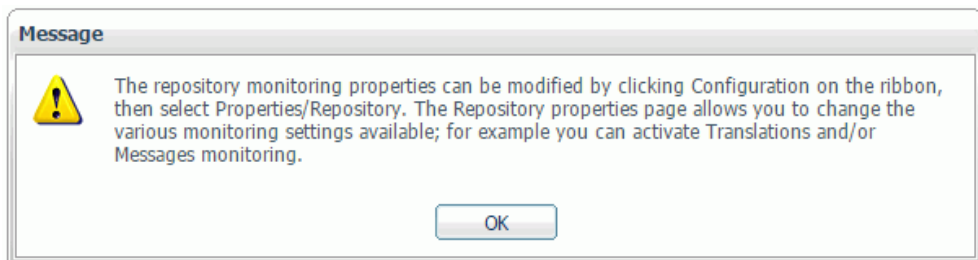 Message
The repository monitoring properties can be modified by clicking Configuration on the ribbon,
then select Properties/Repository. The Repository properties page allows you to change the
various monitoring settings available; for example you can activate Translations and/or
Messages monitoring.
OK